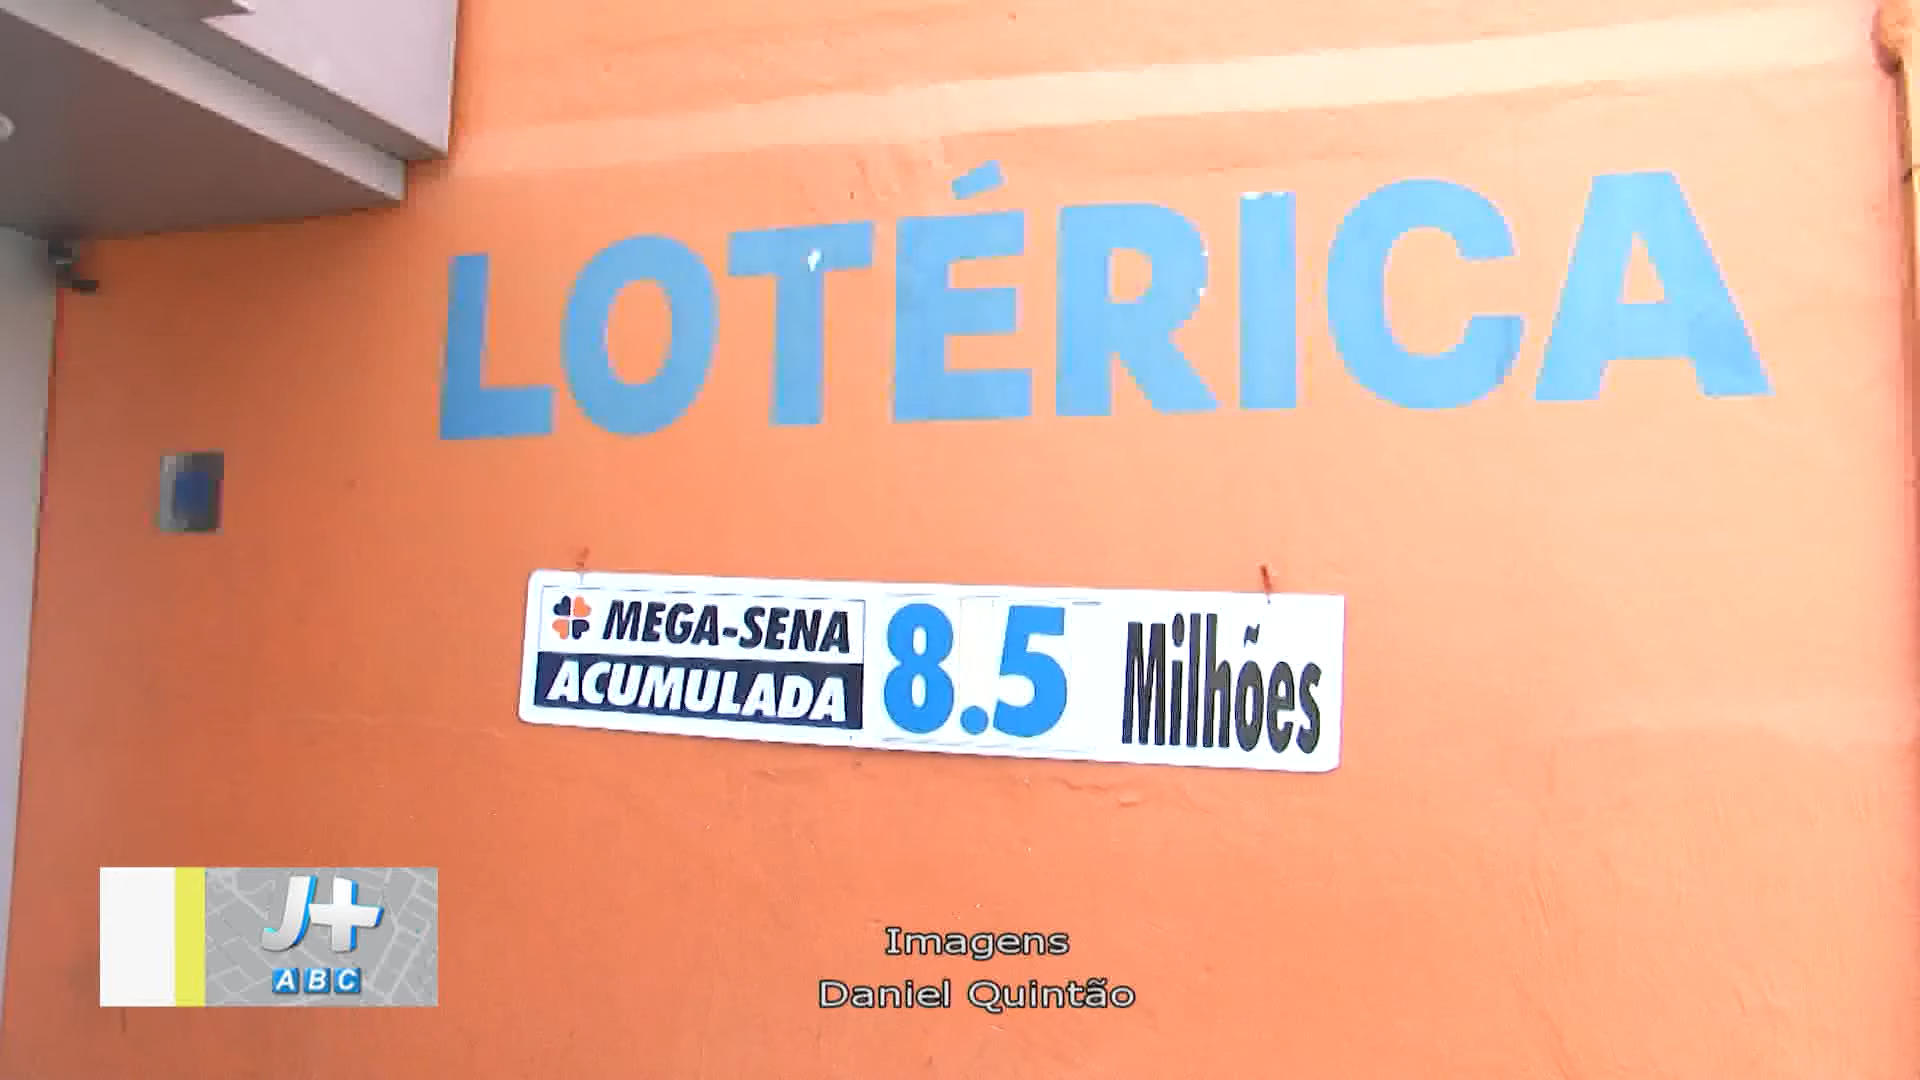 LOTÉRICA
MEGA-SENA
ACUMULADA
8.5 Milhões
J+
ABC
Imagens
Daniel Quintão